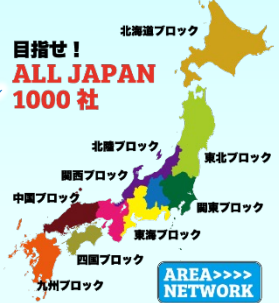 北海道ブロック
目指せ！
ALL JAPAN
1000 社
北陸ブロック
東北ブロック
関西ブロック
中国ブロック
関東ブロック
東海ブロック
四国ブロック
九州ブロック
AREA>>>>
NETWORK